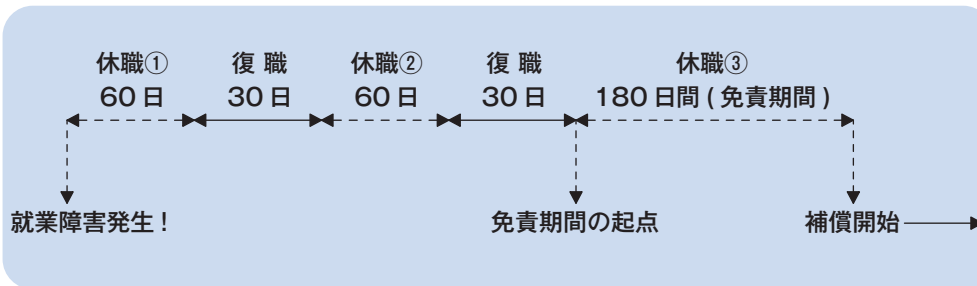 休職① 復 職 休職② 復 職 休職③
60日 30日 60日 30日 180日間(免責期間)
就業障害発生! 免責期間の起点 補償開始